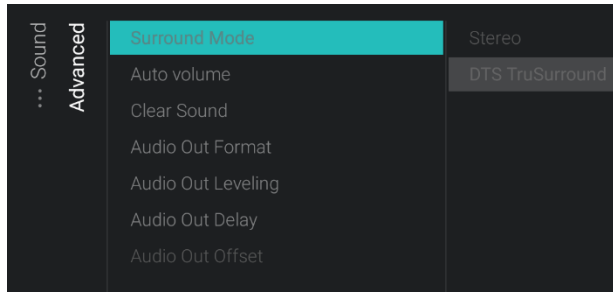 ... Sound
Advanced
Surround Mode
Auto volume
Clear Sound
Audio Out Format
Audio Out Leveling
Audio Out Delay
Audio Out Offset
Stereo
DTS TruSurround